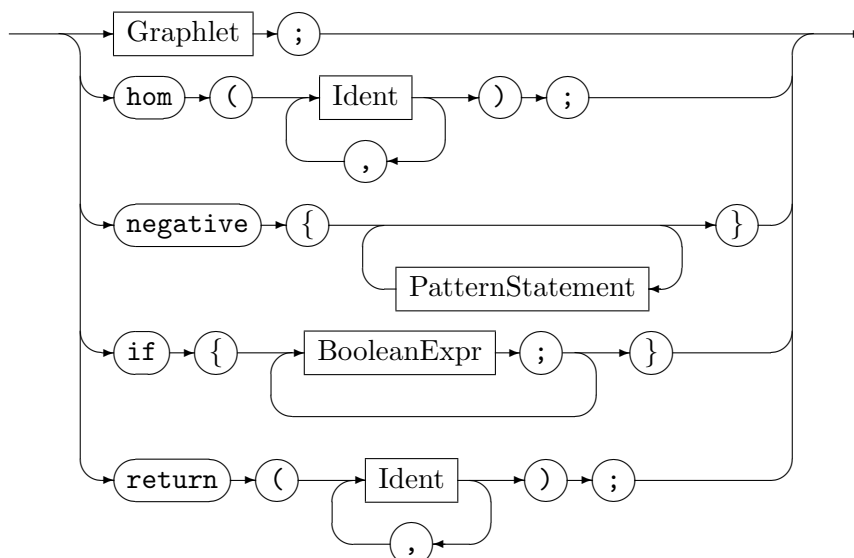 Graphlet ;
hom ( Ident ) ;
,
negative { }
PatternStatement
if { BooleanExpr ; }
return ( Ident ) ;
,